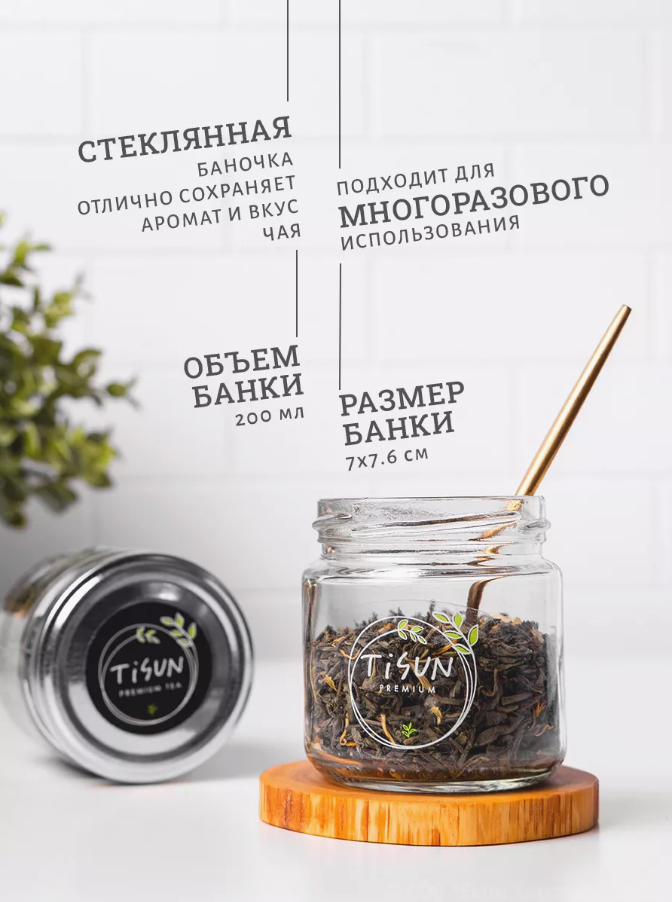 СТЕКЛЯННАЯ
БАНОЧКА
ОТЛИЧНО СОХРАНЯЕТ
АРОМАТ И ВКУС
ЧАЯ
ПОДХОДИТ ДЛЯ
МНОГОРАЗОВОГО
ИСПОЛЬЗОВАНИЯ
ОБЪЕМ
БАНКИ
200 МЛ
РАЗМЕР
БАНКИ
7х7.6 СМ
TiSUN
PREMIUM TEA
TiSUN
PREMIUM